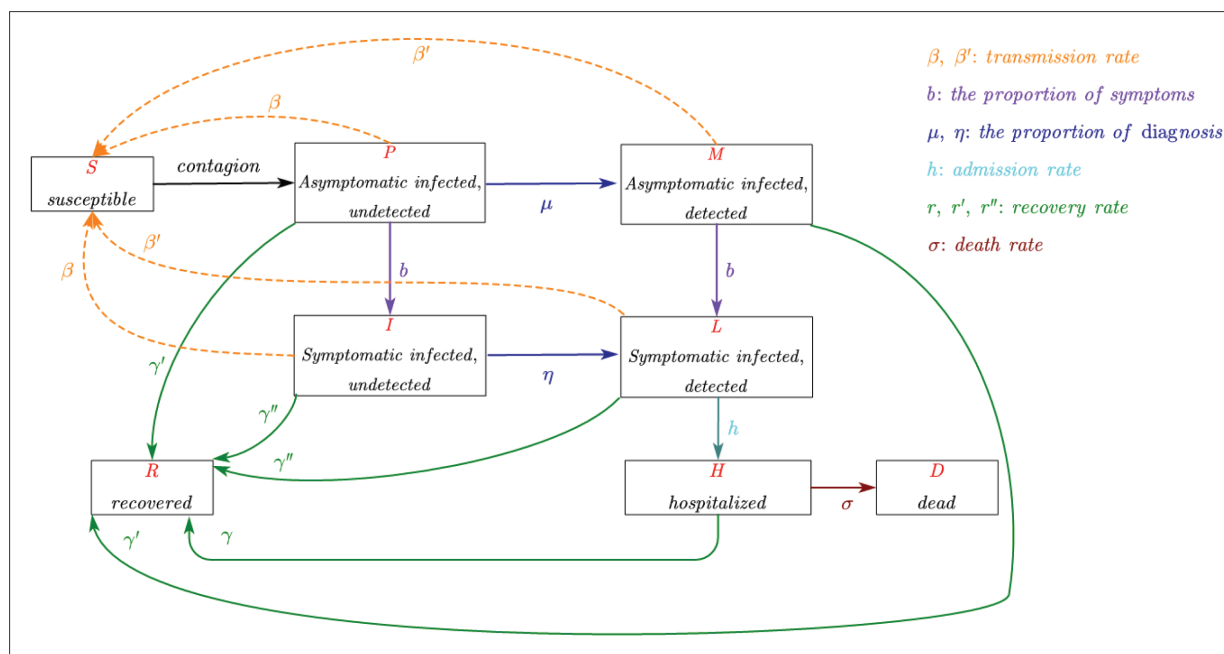 β′
β
β, β′: transmission rate
b: the proportion of symptoms
μ, η: the proportion of diagnosis
h: admission rate
r, r′, r″: recovery rate
σ: death rate
S
susceptible
contagion
P
Asymptomatic infected,
undetected
μ
M
Asymptomatic infected,
detected
β
β′
b
b
I
Symptomatic infected,
undetected
η
L
Symptomatic infected,
detected
γ′
γ″
γ″
h
R
recovered
H
hospitalized
σ
D
dead
γ′
γ